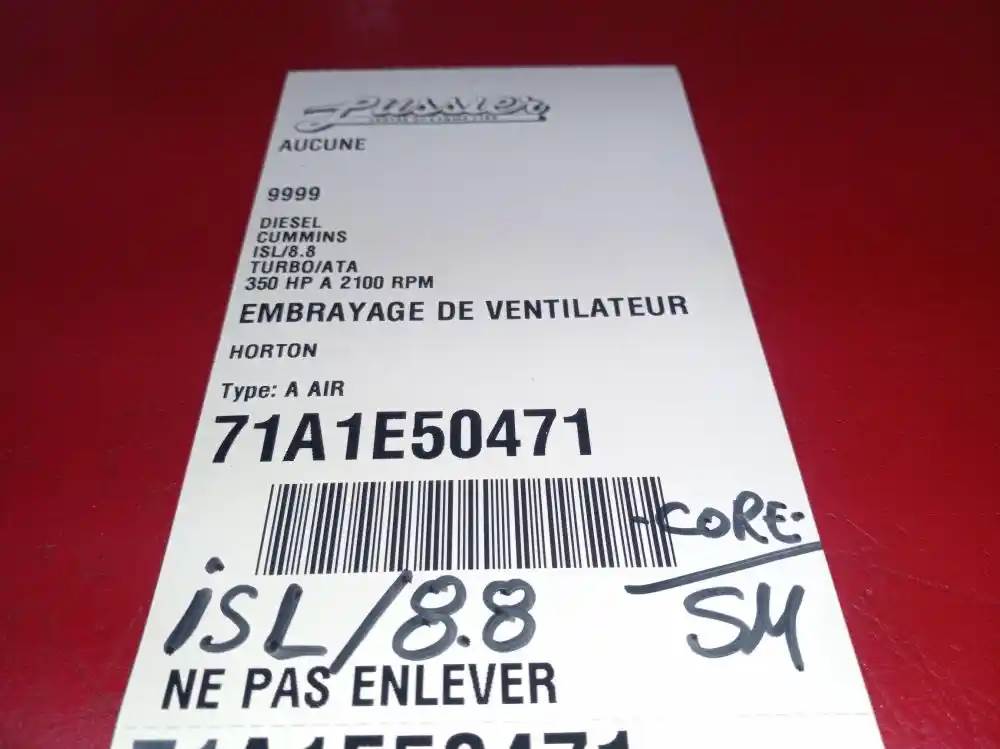 AUCUNE
9999
DIESEL
CUMMINS
ISL/8.8
TURBO/ATA
350 HP A 2100 RPM
EMBRAYAGE DE VENTILATEUR
HORTON
Type: A AIR
71A1E50471
-CORE-
iSL/8.8
SM
NE PAS ENLEVER
71A1E50471